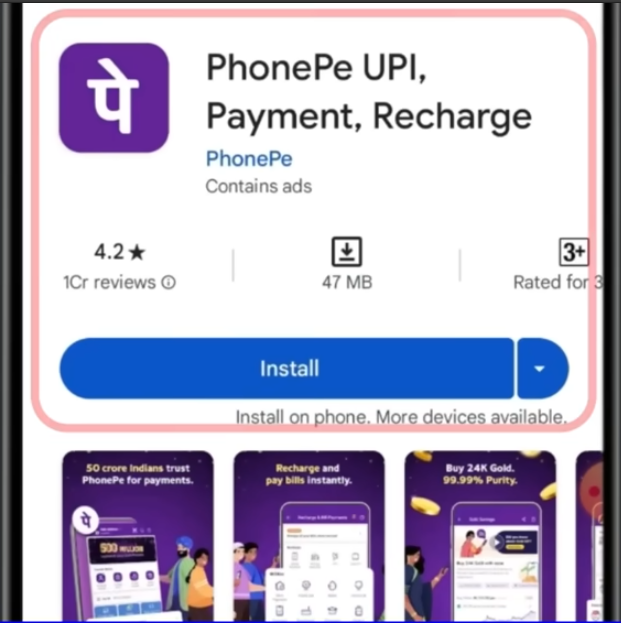 पे
PhonePe UPI,
Payment, Recharge
PhonePe
Contains ads
4.2★
1Cr reviews
47 MB
3+
Rated for 3
Install
Install on phone. More devices available.
50 crore Indians trust
PhonePe for payments.
पे
500 MILLION
Recharge and
pay bills instantly.
Buy 24K Gold.
99.99% Purity.